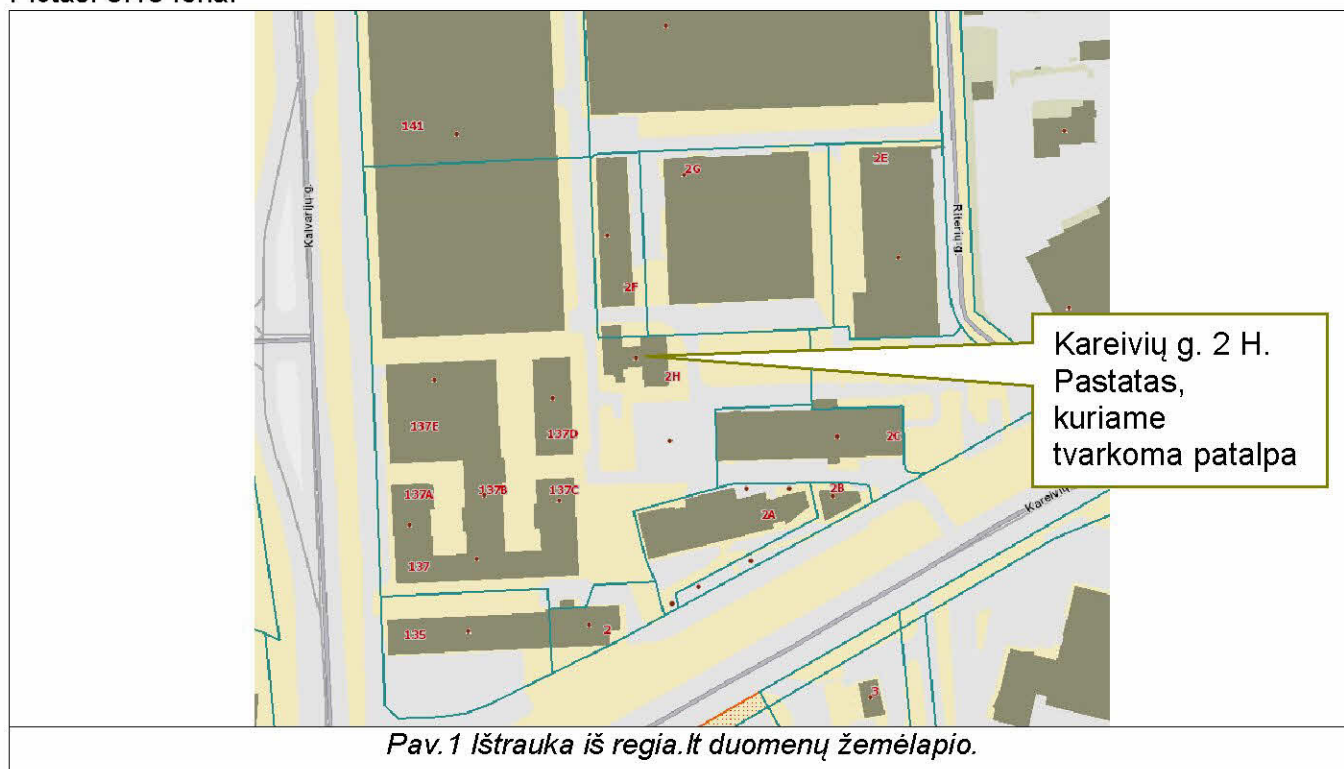 141
2G
2E
Kalvarijų g.
Riterių g.
2F
2H
Kareivių g. 2 H.
Pastatas,
kuriame
tvarkoma patalpa
137E
137D
2C
137A
137B
137C
2B
2A
Kareivių
137
135
2
3
Pav.1 Ištrauka iš regia.lt duomenų žemėlapio.